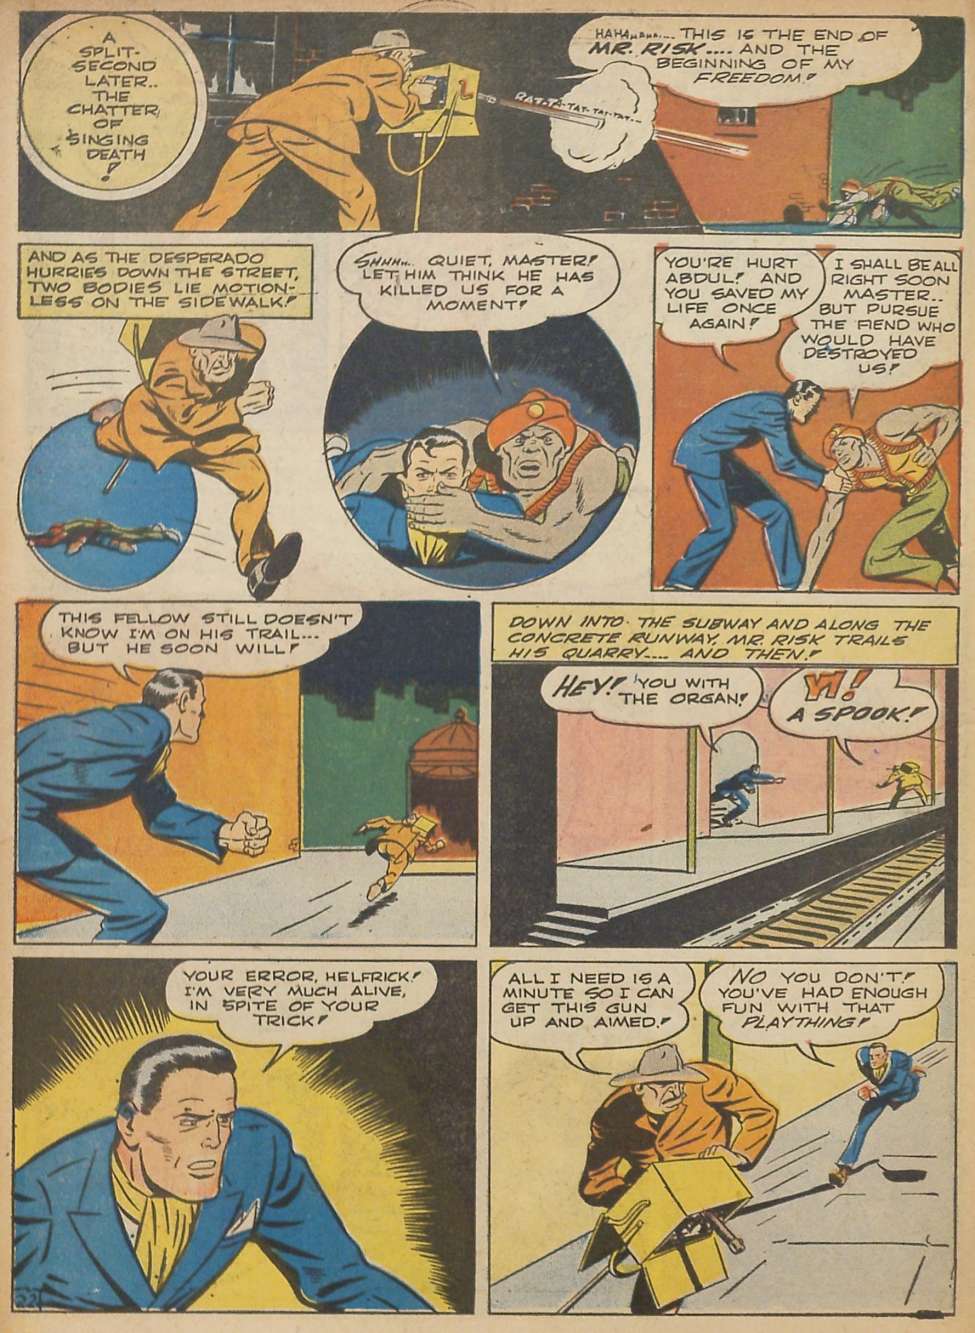 A
SPLIT-
SECOND
LATER..
THE
CHATTER
OF
SINGING
DEATH
!
HAHAHAHA.... THIS IS THE END OF
MR. RISK.... AND THE
BEGINNING OF MY
FREEDOM!
RAT-A-TAT-TAT-TAT...
AND AS THE DESPERADO
HURRIES DOWN THE STREET,
TWO BODIES LIE MOTION-
LESS ON THE SIDEWALK!
SHHH... QUIET, MASTER!
LET HIM THINK HE HAS
KILLED US FOR A
MOMENT!
YOU'RE HURT
ABDUL! AND
YOU SAVED MY
LIFE ONCE
AGAIN!
I SHALL BE ALL
RIGHT SOON
MASTER..
BUT PURSUE
THE FIEND WHO
WOULD HAVE
DESTROYED
US!
THIS FELLOW STILL DOESN'T
KNOW I'M ON HIS TRAIL...
BUT HE SOON WILL!
DOWN INTO THE SUBWAY AND ALONG THE
CONCRETE RUNWAY, MR. RISK TRAILS
HIS QUARRY.... AND THEN!
HEY! YOU WITH
THE ORGAN!
YI!
A SPOOK!
YOUR ERROR, HELFRICK!
I'M VERY MUCH ALIVE,
IN SPITE OF YOUR
TRICK!
ALL I NEED IS A
MINUTE SO I CAN
GET THIS GUN
UP AND AIMED!
NO YOU DON'T!
YOU'VE HAD ENOUGH
FUN WITH THAT
PLAYTHING!